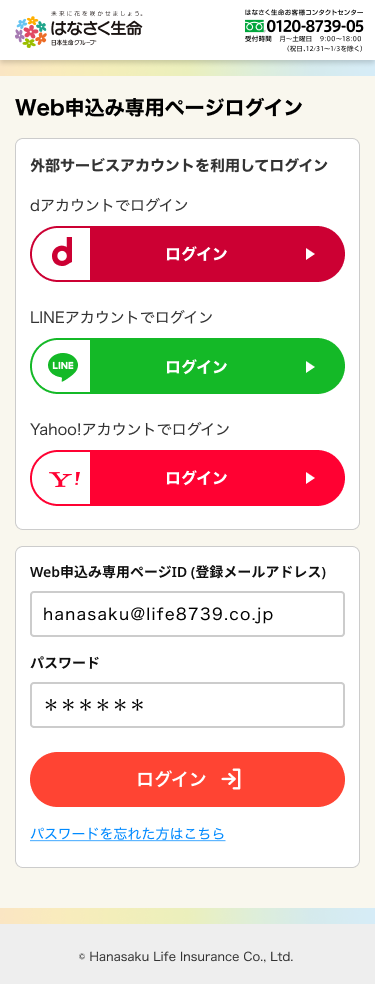 未来に花を咲かせましょう。
はなさく生命
日本生命グループ
はなさく生命お客様コンタクトセンター
0120-8739-05
受付時間 月〜土曜日 9:00〜18:00
(祝日、12/31〜1/3を除く)
Web申込み専用ページログイン
外部サービスアカウントを利用してログイン
dアカウントでログイン
d ログイン
LINEアカウントでログイン
LINE ログイン
Yahoo!アカウントでログイン
Y! ログイン
Web申込み専用ページID (登録メールアドレス)
hanasaku@life8739.co.jp
パスワード
＊＊＊＊＊＊
ログイン
パスワードを忘れた方はこちら
© Hanasaku Life Insurance Co., Ltd.